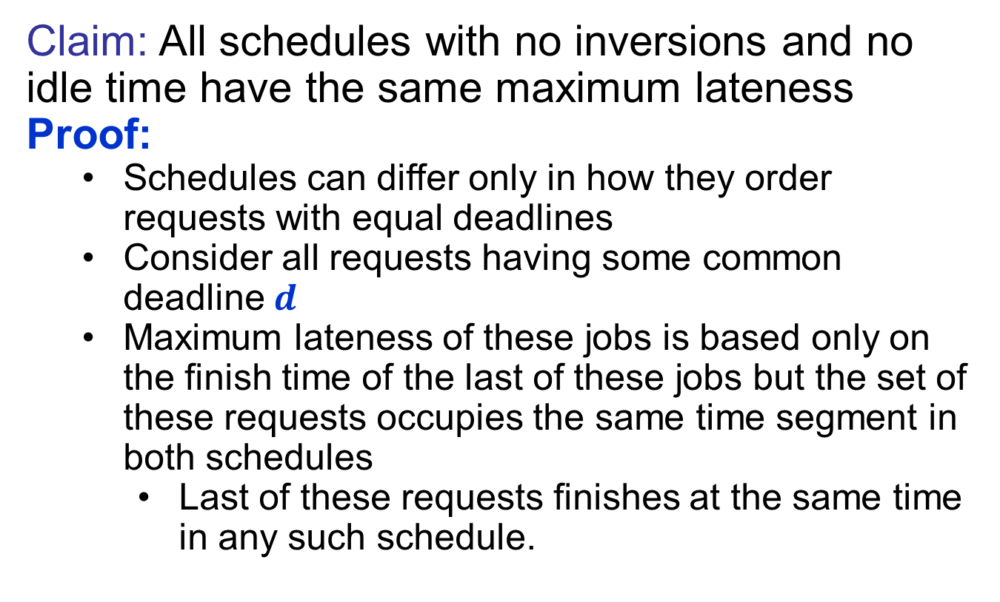 Claim: All schedules with no inversions and no
idle time have the same maximum lateness
Proof:
• Schedules can differ only in how they order
requests with equal deadlines
• Consider all requests having some common
deadline d
• Maximum lateness of these jobs is based only on
the finish time of the last of these jobs but the set of
these requests occupies the same time segment in
both schedules
• Last of these requests finishes at the same time
in any such schedule.